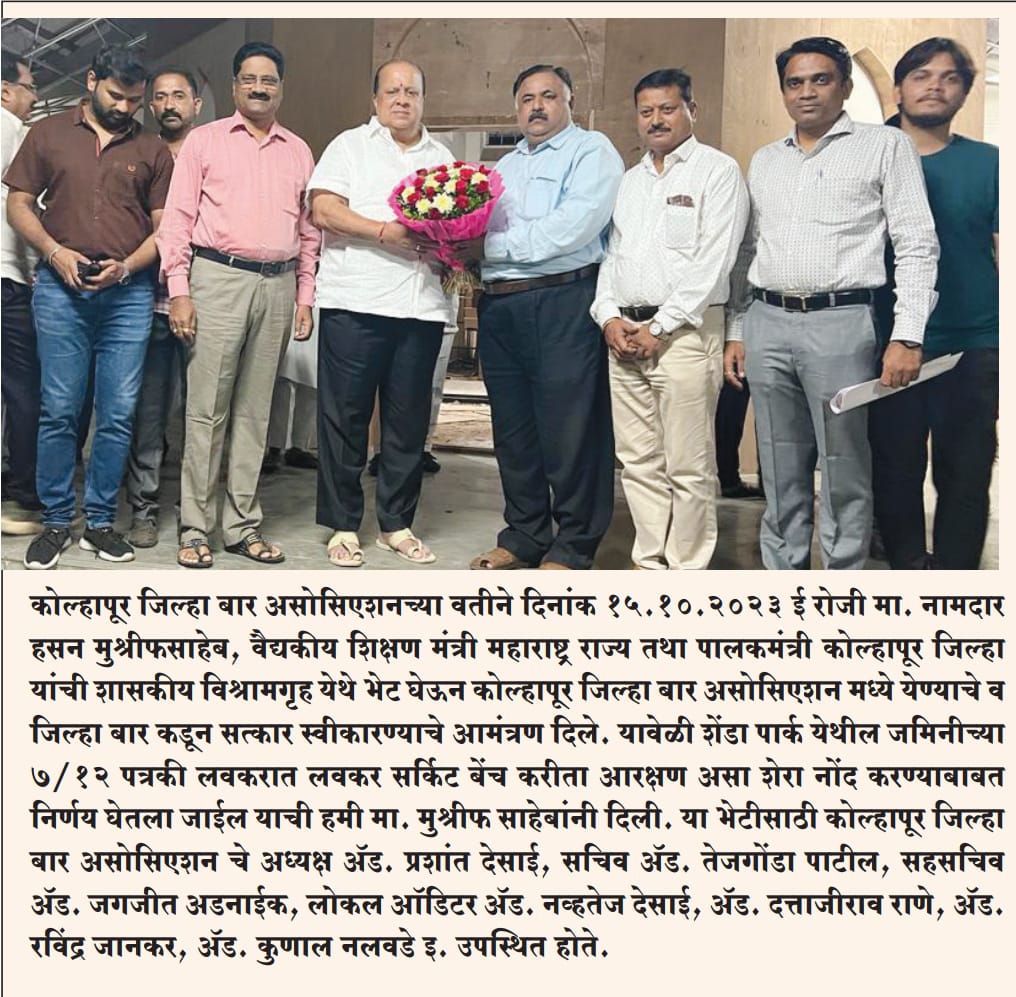 कोल्हापूर जिल्हा बार असोसिएशनच्या वतीने दिनांक १५.१०.२०२३ ई रोजी मा. नामदार
हसन मुश्रीफसाहेब, वैद्यकीय शिक्षण मंत्री महाराष्ट्र राज्य तथा पालकमंत्री कोल्हापूर जिल्हा
यांची शासकीय विश्रामगृह येथे भेट घेऊन कोल्हापूर जिल्हा बार असोसिएशन मध्ये येण्याचे व
जिल्हा बार कडून सत्कार स्वीकारण्याचे आमंत्रण दिले. यावेळी शेंडा पार्क येथील जमिनीच्या
७/१२ पत्रकी लवकरात लवकर सर्किट बेंच करीता आरक्षण असा शेरा नोंद करण्याबाबत
निर्णय घेतला जाईल याची हमी मा. मुश्रीफ साहेबांनी दिली. या भेटीसाठी कोल्हापूर जिल्हा
बार असोसिएशन चे अध्यक्ष ॲड. प्रशांत देसाई, सचिव ॲड. तेजगोंडा पाटील, सहसचिव
ॲड. जगजीत अडनाईक, लोकल ऑडिटर ॲड. नव्हतेज देसाई, ॲड. दत्ताजीराव राणे, ॲड.
रविंद्र जानकर, ॲड. कुणाल नलवडे इ. उपस्थित होते.